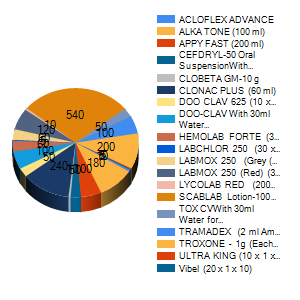 ACLOFLEX ADVANCE
ALKA TONE (100 ml)
APPY FAST (200 ml)
CEFDRYL-50 Oral
SuspensionWith...
CLOBETA GM-10 g
CLONAC PLUS (60 ml)
DOO CLAV 625 (10 x...
DOO-CLAV With 30ml
Water...
HEMOLAB FORTE (3...
LABCHLOR 250 (30 x...
LABMOX 250 (Grey (...
LABMOX 250 (Red) (3...
LYCOLAB RED (200...
SCABLAB Lotion-100...
TOX CVWith 30ml
Water for...
TRAMADEX (2 ml Am...
TROXONE - 1g (Each...
ULTRA KING (10 x 1 x...
Vibel (20 x 1 x 10)
540
50
100
200
180
100
50
240
50
100
120
10